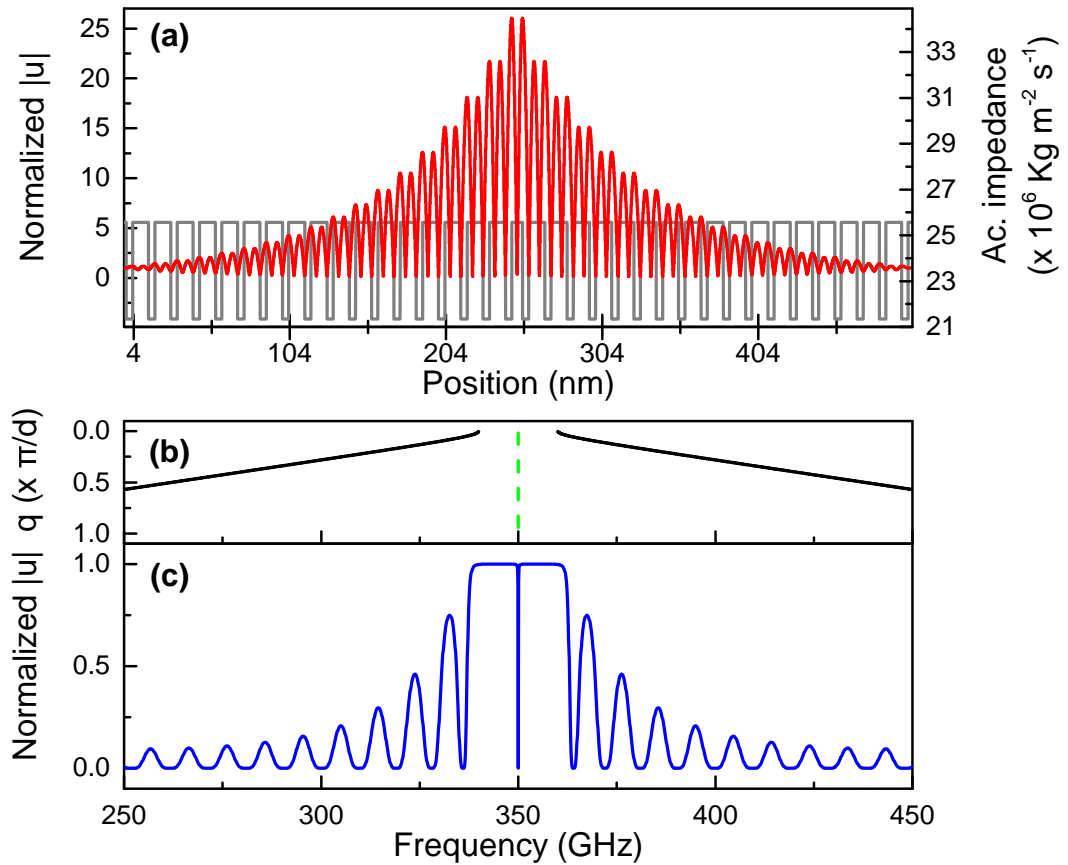 (a)
Normalized |u|
25
20
15
10
5
0
33
31
29
27
25
23
21
Ac. impedance
(x 10⁶ Kg m⁻² s⁻¹)
4 104 204 304 404
Position (nm)
(b)
q (x π/d)
0.0
0.5
1.0
(c)
Normalized |u|
1.0
0.5
0.0
250 300 350 400 450
Frequency (GHz)